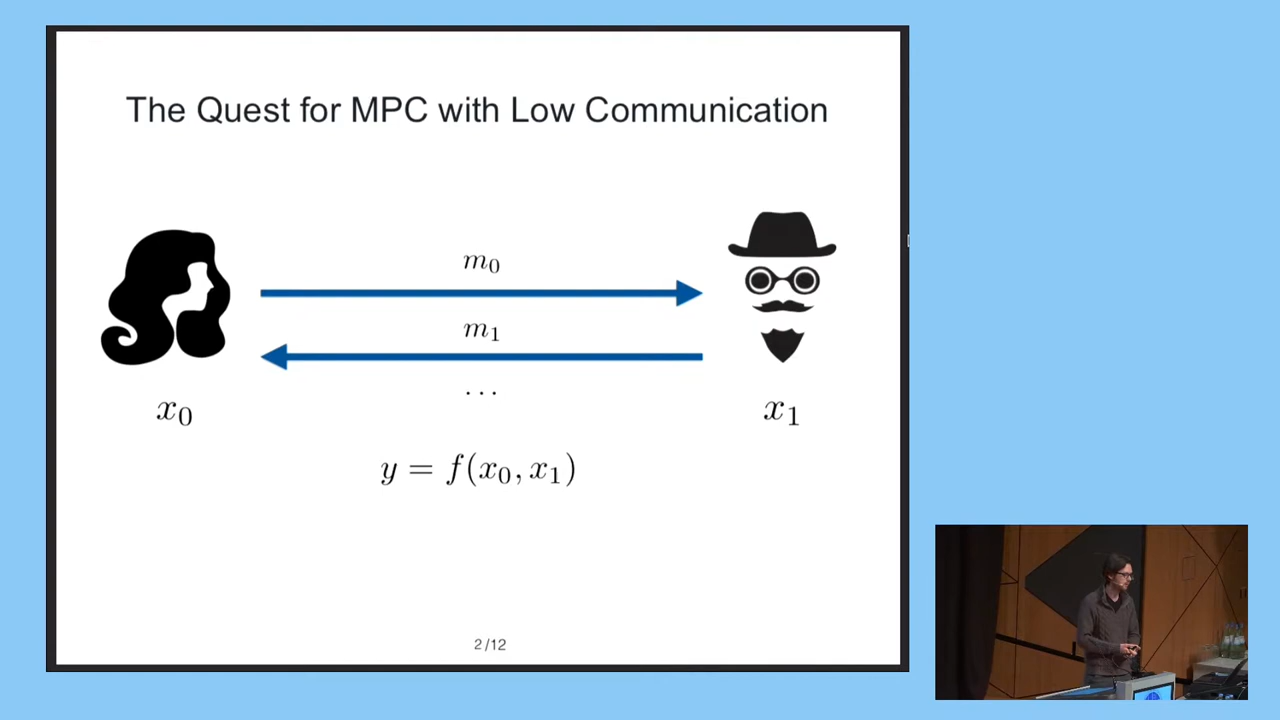 The Quest for MPC with Low Communication
m₀
m₁
...
x₀
x₁
y = f(x₀, x₁)
2/12